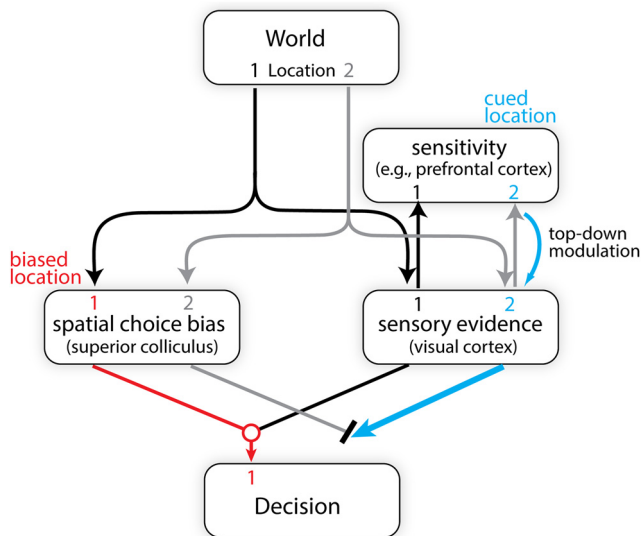 World
1 Location 2
cued
location
sensitivity
(e.g., prefrontal cortex)
1 2
top-down
modulation
biased
location
1 2
spatial choice bias
(superior colliculus)
1 2
sensory evidence
(visual cortex)
1
Decision